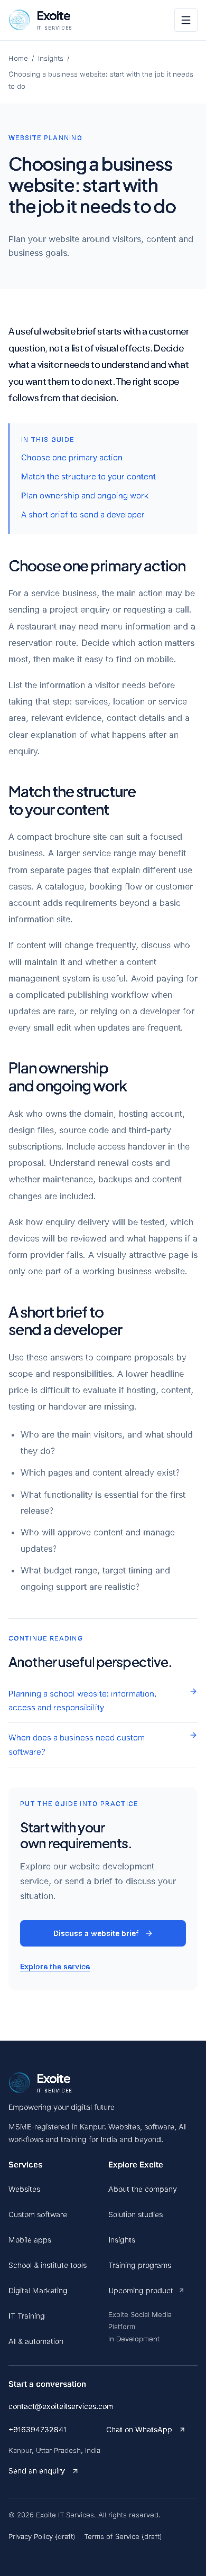 Exoite
IT SERVICES
Home / Insights /
Choosing a business website: start with the job it needs
to do
WEBSITE PLANNING
Choosing a business
website: start with
the job it needs to do
Plan your website around visitors, content and
business goals.
A useful website brief starts with a customer
question, not a list of visual effects. Decide
what a visitor needs to understand and what
you want them to do next. The right scope
follows from that decision.
IN THIS GUIDE
Choose one primary action
Match the structure to your content
Plan ownership and ongoing work
A short brief to send a developer
Choose one primary action
For a service business, the main action may be
sending a project enquiry or requesting a call.
A restaurant may need menu information and a
reservation route. Decide which action matters
most, then make it easy to find on mobile.
List the information a visitor needs before
taking that step: services, location or service
area, relevant evidence, contact details and a
clear explanation of what happens after an
enquiry.
Match the structure
to your content
A compact brochure site can suit a focused
business. A larger service range may benefit
from separate pages that explain different use
cases. A catalogue, booking flow or customer
account adds requirements beyond a basic
information site.
If content will change frequently, discuss who
will maintain it and whether a content
management system is useful. Avoid paying for
a complicated publishing workflow when
updates are rare, or relying on a developer for
every small edit when updates are frequent.
Plan ownership
and ongoing work
Ask who owns the domain, hosting account,
design files, source code and third-party
subscriptions. Include access handover in the
proposal. Understand renewal costs and
whether maintenance, backups and content
changes are included.
Ask how enquiry delivery will be tested, which
devices will be reviewed and what happens if a
form provider fails. A visually attractive page is
only one part of a working business website.
A short brief to
send a developer
Use these answers to compare proposals by
scope and responsibilities. A lower headline
price is difficult to evaluate if hosting, content,
testing or handover are missing.
• Who are the main visitors, and what should
they do?
• Which pages and content already exist?
• What functionality is essential for the first
release?
• Who will approve content and manage
updates?
• What budget range, target timing and
ongoing support are realistic?
CONTINUE READING
Another useful perspective.
Planning a school website: information,
access and responsibility
→
When does a business need custom
software?
→
PUT THE GUIDE INTO PRACTICE
Start with your
own requirements.
Explore our website development
service, or send a brief to discuss your
situation.
Discuss a website brief →
Explore the service
Exoite
IT SERVICES
Empowering your digital future
MSME-registered in Kanpur. Websites, software, AI
workflows and training for India and beyond.
Services
Websites
Custom software
Mobile apps
School & institute tools
Digital Marketing
IT Training
AI & automation
Explore Exoite
About the company
Solution studies
Insights
Training programs
Upcoming product ↗
Exoite Social Media
Platform
In Development
Start a conversation
contact@exoiteitservices.com
+916394732841
Chat on WhatsApp ↗
Kanpur, Uttar Pradesh, India
Send an enquiry ↗
© 2026 Exoite IT Services. All rights reserved.
Privacy Policy (draft) Terms of Service (draft)